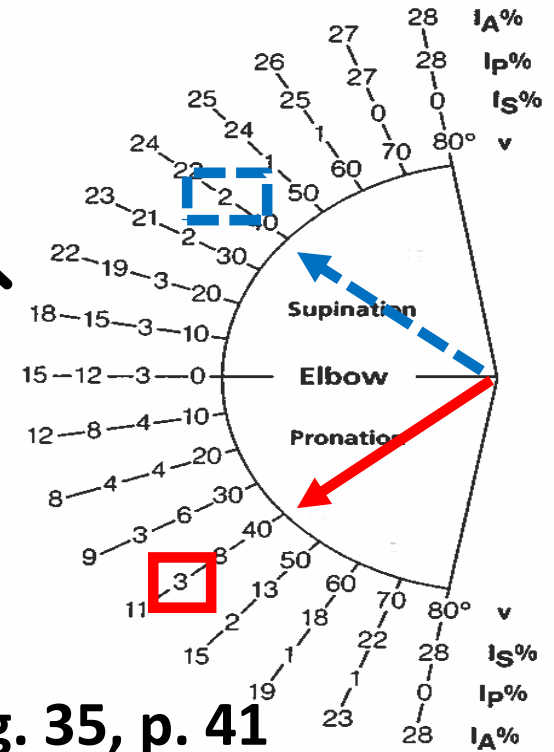 28 IA%
28 IP%
0 IS%
80° v
27 27 0 70
26 25 1 60
25 24 1 50
24 22 2 40
23 21 2 30
22 19 3 20
Supination
18 15 3 10
15 12 3 0 Elbow
12 8 4 10
Pronation
8 4 4 20
9 3 6 30
11 3 8 40
15 2 13 50
19 1 18 60
23 1 22 70
80° v
28 IS%
0 IP%
28 IA%
g. 35, p. 41